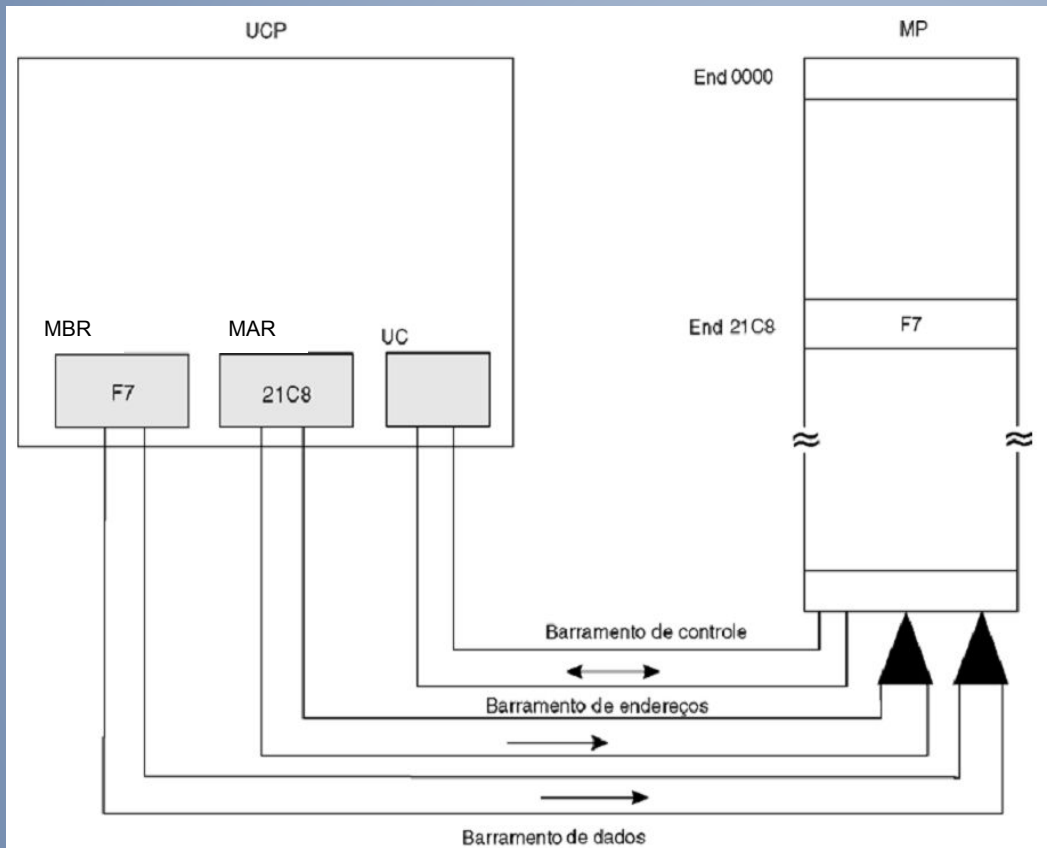 UCP
MP
End 0000
End 21C8
F7
MBR
MAR
UC
F7
21C8
Barramento de controle
Barramento de endereços
Barramento de dados